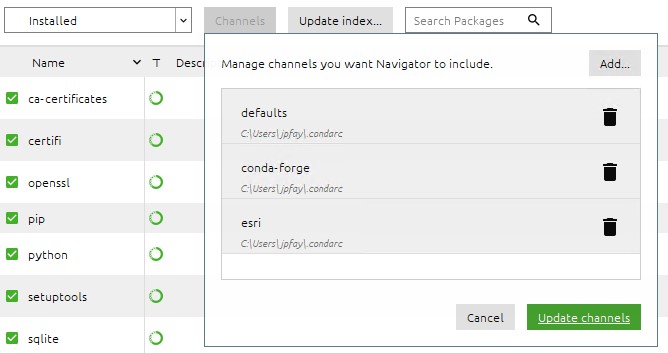 Installed
Channels
Update index...
Search Packages
Name
T
Descr
Manage channels you want Navigator to include.
Add...
ca-certificates
certifi
openssl
pip
python
setuptools
sqlite
defaults
C:\Users\jpfay\.condarc
conda-forge
C:\Users\jpfay\.condarc
esri
C:\Users\jpfay\.condarc
Cancel
Update channels